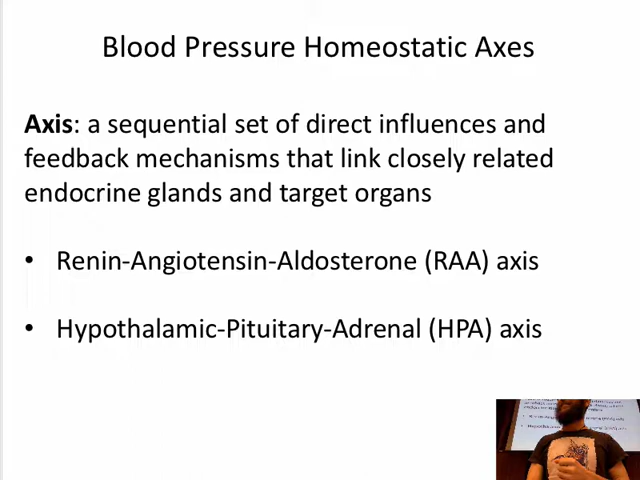 Blood Pressure Homeostatic Axes
Axis: a sequential set of direct influences and
feedback mechanisms that link closely related
endocrine glands and target organs
• Renin-Angiotensin-Aldosterone (RAA) axis
• Hypothalamic-Pituitary-Adrenal (HPA) axis